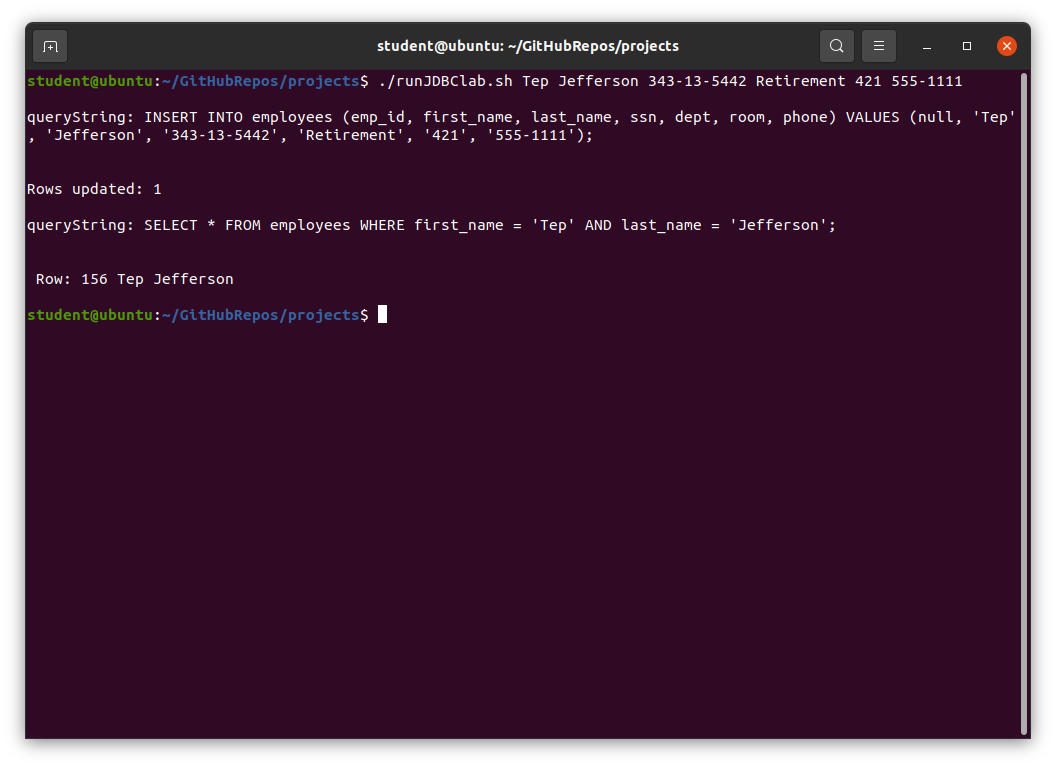 student@ubuntu: ~/GitHubRepos/projects
student@ubuntu:~/GitHubRepos/projects$ ./runJDBClab.sh Tep Jefferson 343-13-5442 Retirement 421 555-1111
queryString: INSERT INTO employees (emp_id, first_name, last_name, ssn, dept, room, phone) VALUES (null, 'Tep'
, 'Jefferson', '343-13-5442', 'Retirement', '421', '555-1111');
Rows updated: 1
queryString: SELECT * FROM employees WHERE first_name = 'Tep' AND last_name = 'Jefferson';
Row: 156 Tep Jefferson
student@ubuntu:~/GitHubRepos/projects$